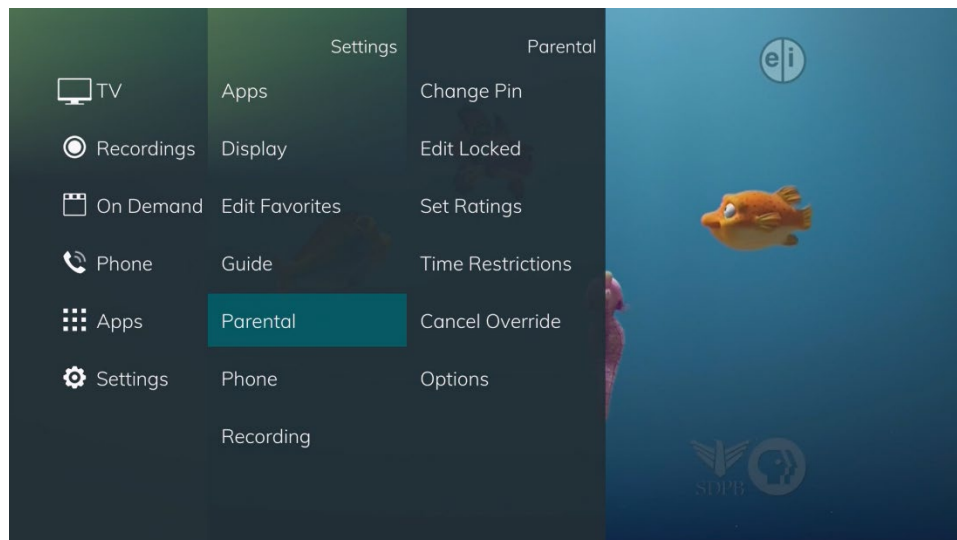 Settings
Parental
TV
Recordings
On Demand
Phone
Apps
Settings
Apps
Display
Edit Favorites
Guide
Parental
Phone
Recording
Change Pin
Edit Locked
Set Ratings
Time Restrictions
Cancel Override
Options
e i
SDPB